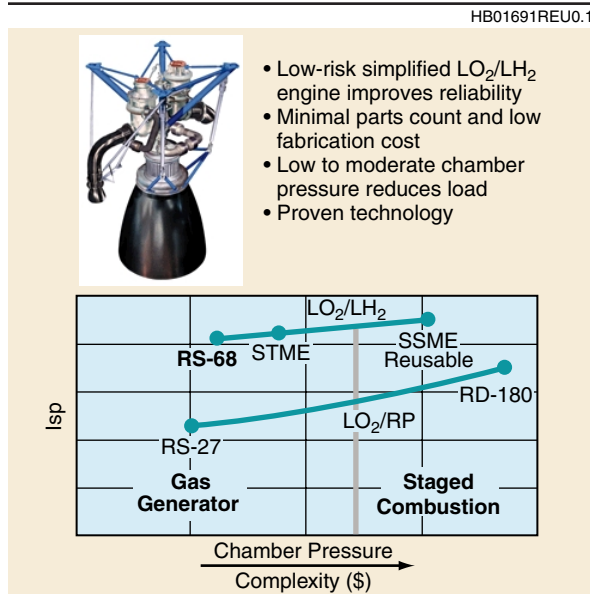 HB01691REU0.1
• Low-risk simplified LO₂/LH₂
engine improves reliability
• Minimal parts count and low
fabrication cost
• Low to moderate chamber
pressure reduces load
• Proven technology
LO₂/LH₂
RS-68
STME
SSME
Reusable
RD-180
LO₂/RP
RS-27
Isp
Gas
Generator
Staged
Combustion
Chamber Pressure
Complexity ($)